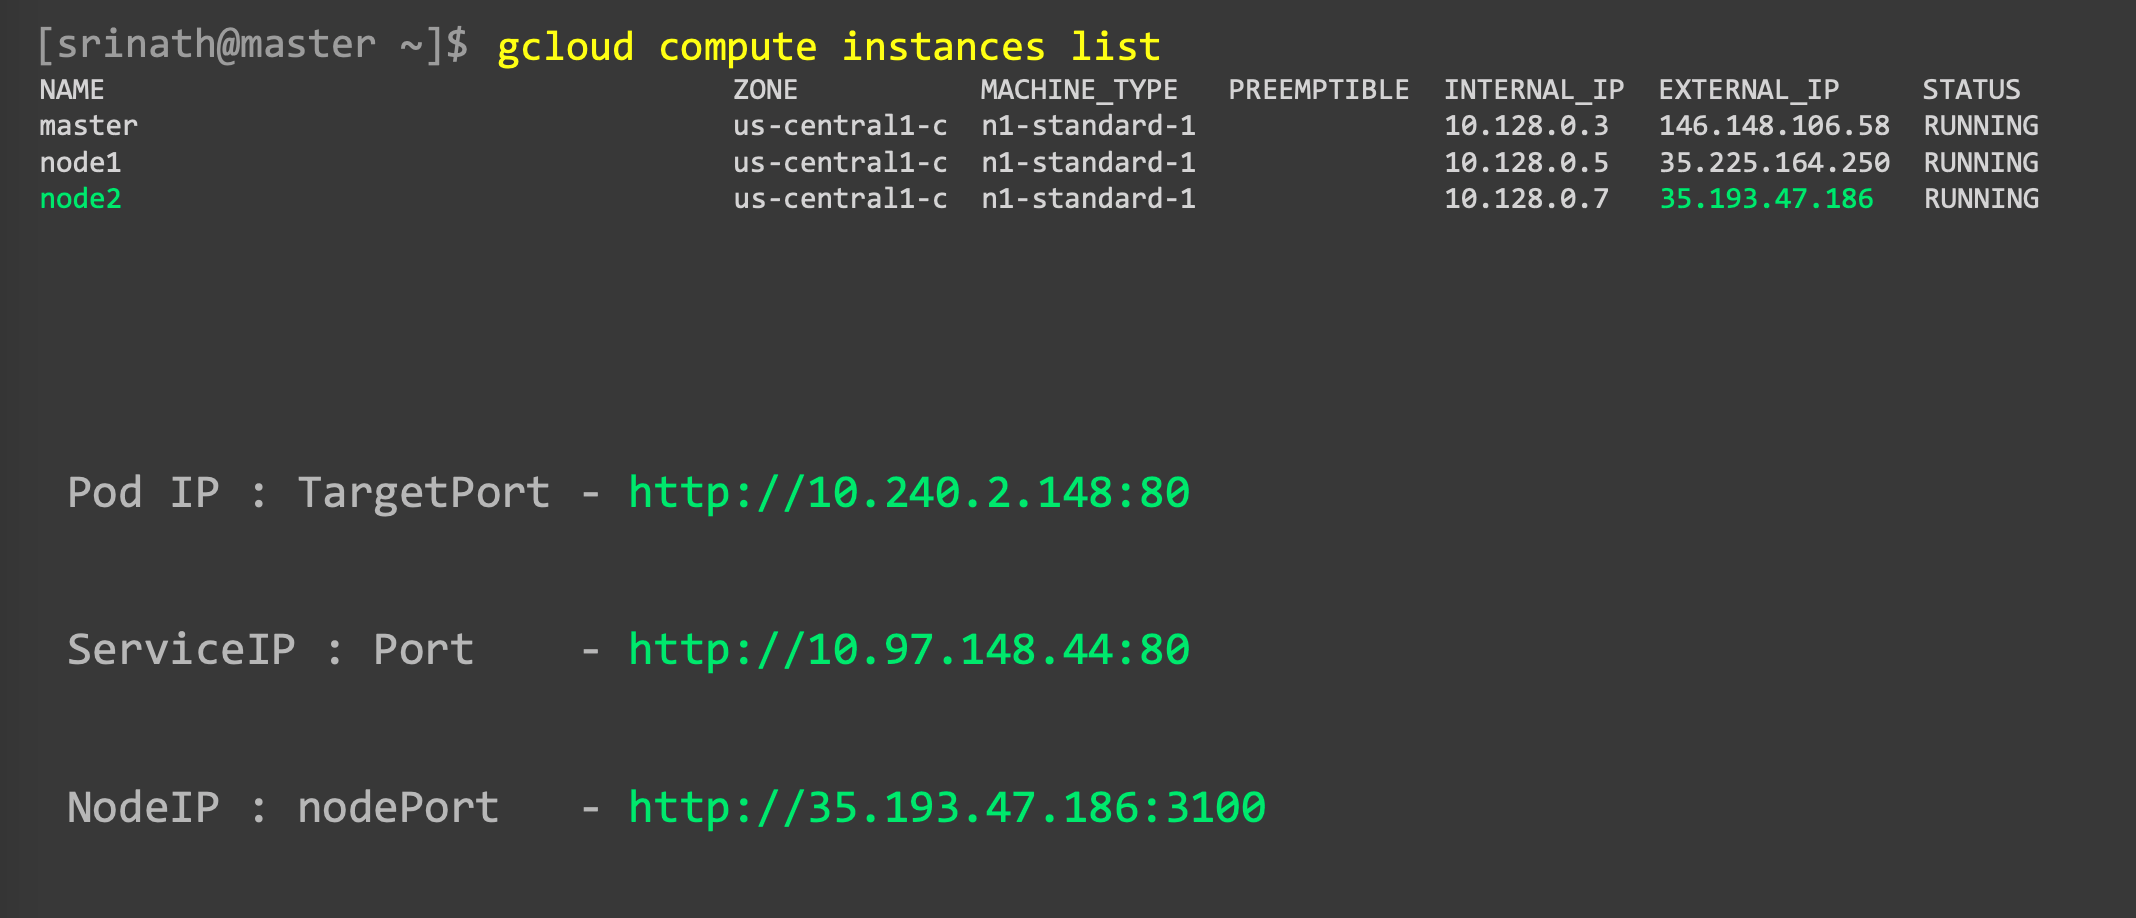 [srinath@master ~]$ gcloud compute instances list
NAME ZONE MACHINE_TYPE PREEMPTIBLE INTERNAL_IP EXTERNAL_IP STATUS
master us-central1-c n1-standard-1 10.128.0.3 146.148.106.58 RUNNING
node1 us-central1-c n1-standard-1 10.128.0.5 35.225.164.250 RUNNING
node2 us-central1-c n1-standard-1 10.128.0.7 35.193.47.186 RUNNING
Pod IP : TargetPort - http://10.240.2.148:80
ServiceIP : Port - http://10.97.148.44:80
NodeIP : nodePort - http://35.193.47.186:3100